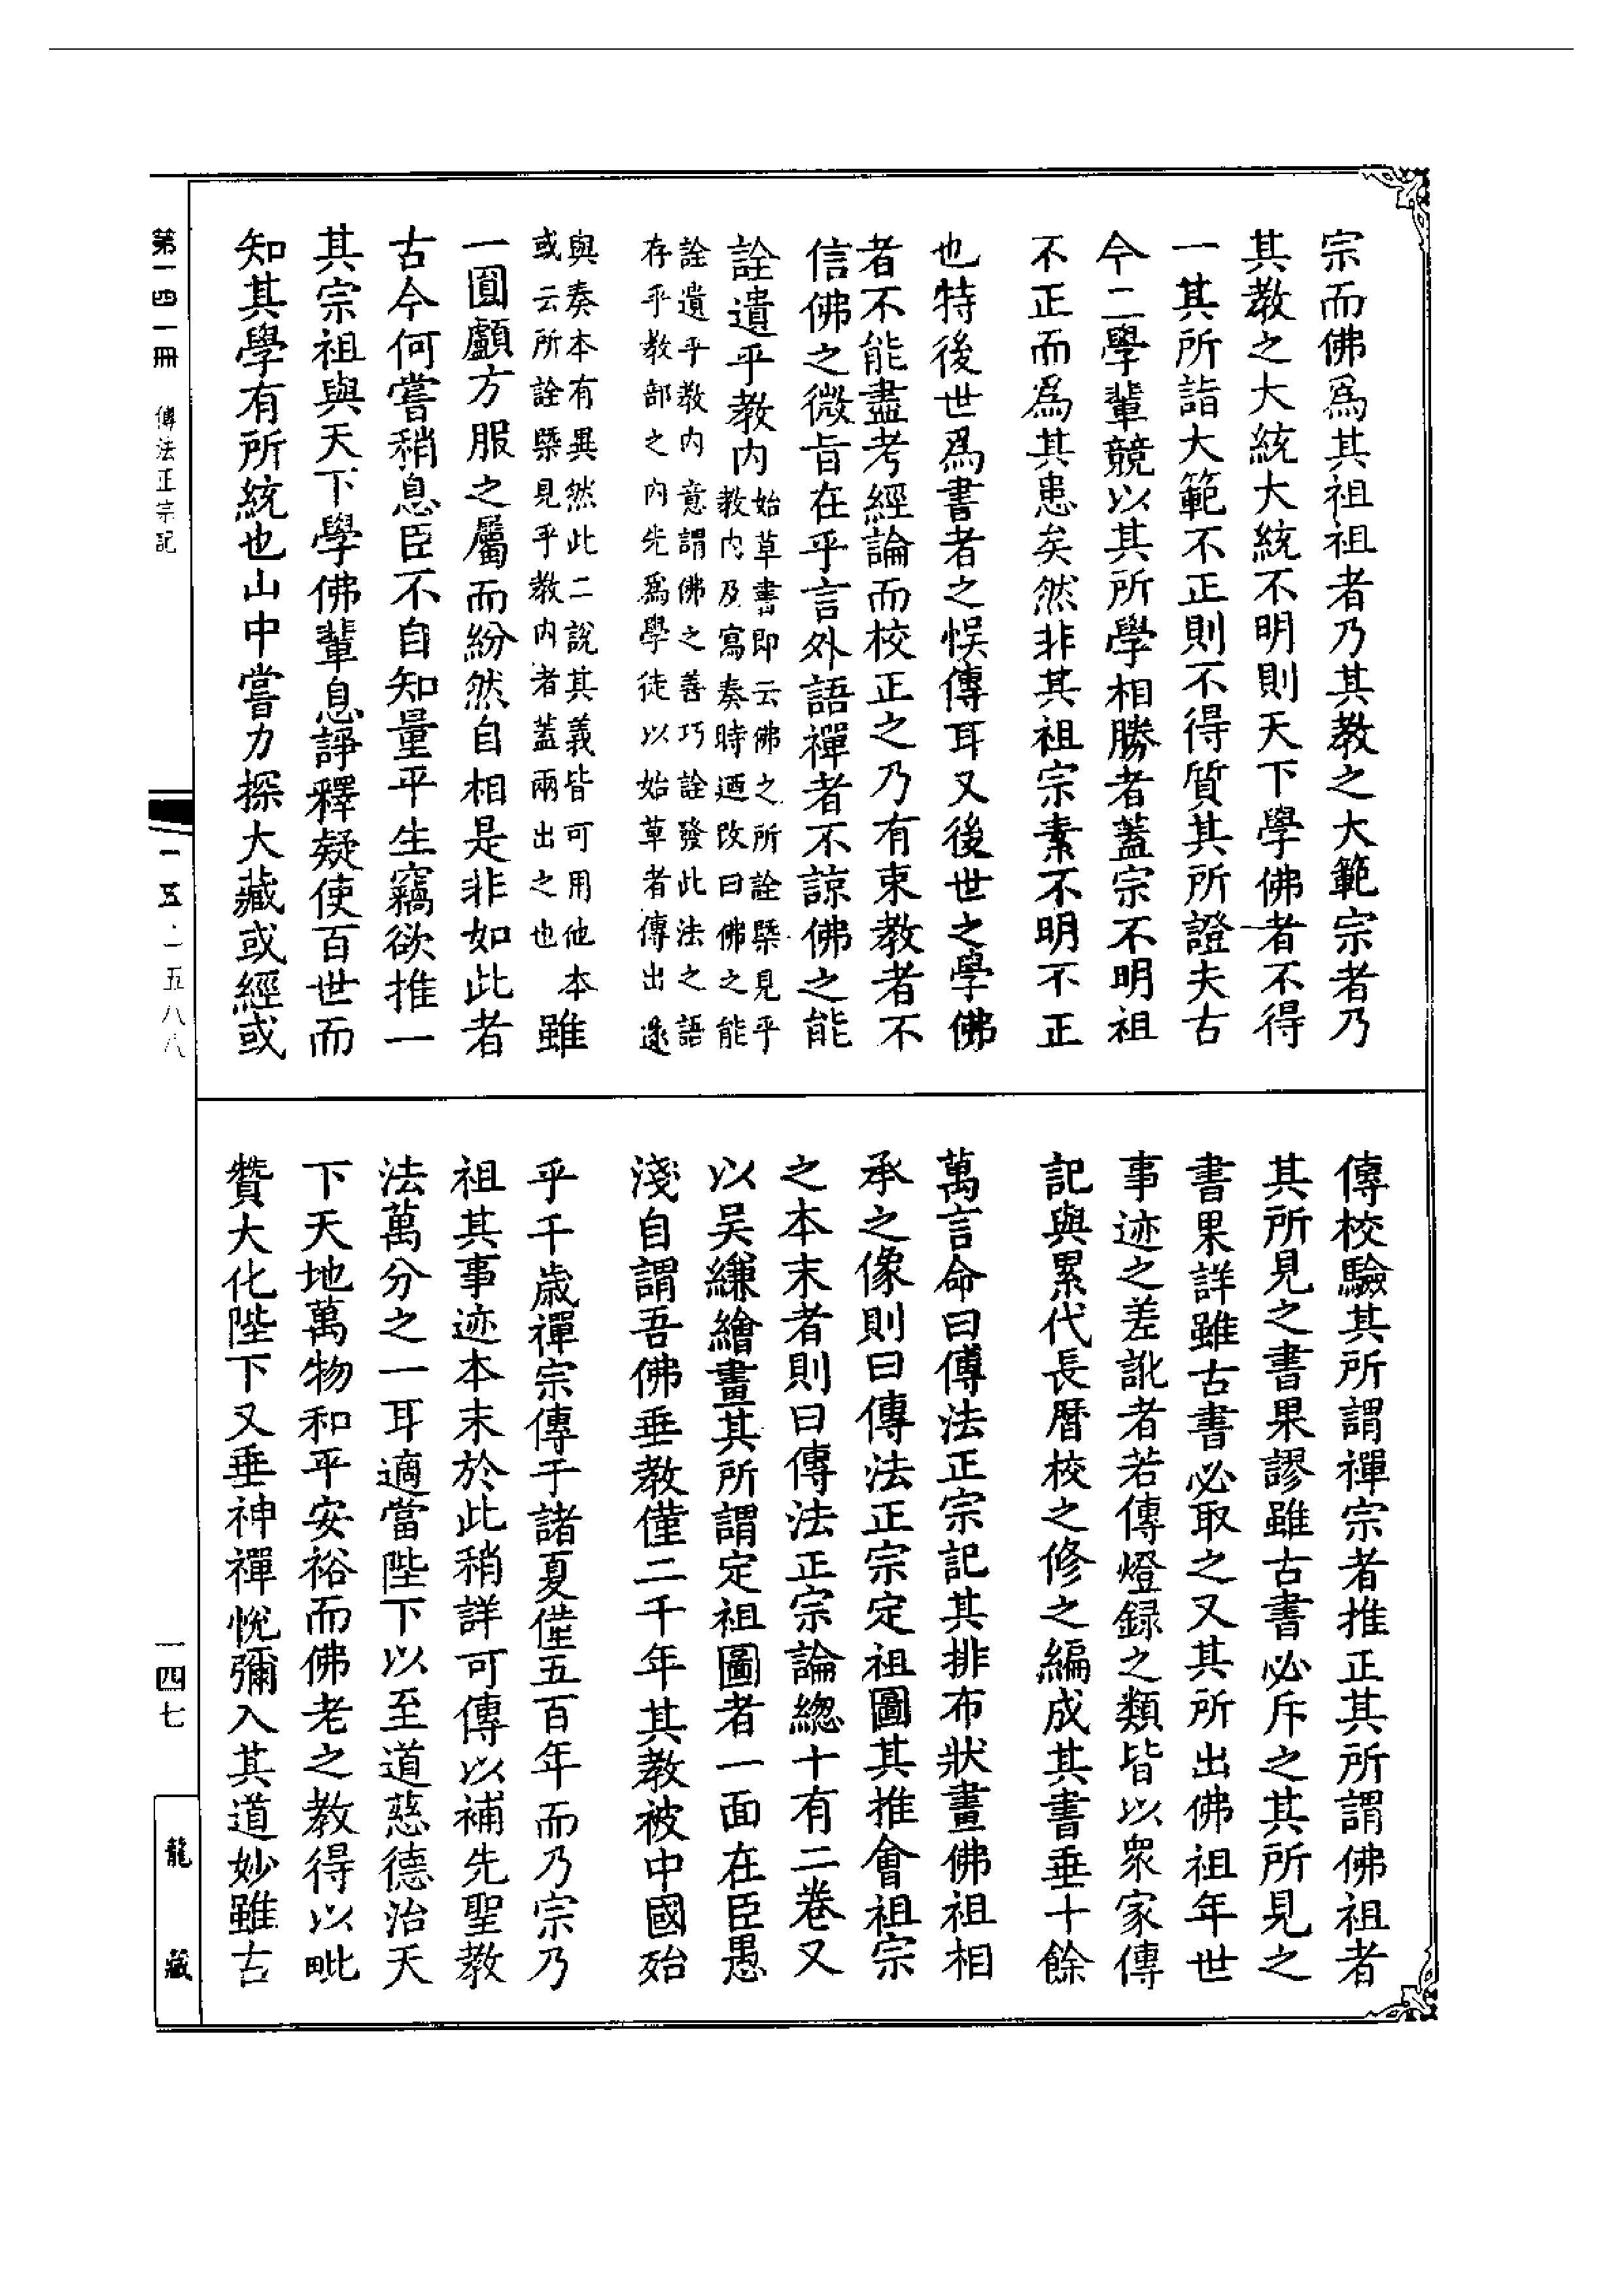 宗而佛爲其祖祖者乃其教之大範宗者乃
其教之大統大統不明則天下學佛者不得
一其所詣大範不正則不得質其所證夫古
今二學輩競以其所學相勝者蓋宗不明祖
不正而爲其患矣然非其祖宗素不明不正
也特後世爲書者之悞傳耳又後世之學佛
者不能盡考經論而校正之乃有束教者不
信佛之微旨在乎言外語禪者不諒佛之能
詮遺乎教内
始草書即云佛之所詮槩見乎
教内及寫奏時迺改曰佛之能
詮遺乎教内意謂佛之善巧詮發此法之語
存乎教部之内先爲學徒以始草者傳出遂
與奏本有異然此二說其義皆可用他本
或云所詮槩見乎教内者蓋兩出之也
雖
一圓顱方服之屬而紛然自相是非如此者
古今何嘗稍息臣不自知量平生竊欲推一
其宗祖與天下學佛輩息諍釋疑使百世而
知其學有所統也山中嘗力探大藏或經或
傳校驗其所謂禪宗者推正其所謂佛祖者
其所見之書果謬雖古書必斥之其所見之
書果詳雖古書必取之又其所出佛祖年世
事迹之差訛者若傳燈録之類皆以衆家傳
記與累代長曆校之修之編成其書垂十餘
萬言命曰傳法正宗記其排布狀畫佛祖相
承之像則曰傳法正宗定祖圖其推會祖宗
之本末者則曰傳法正宗論總十有二卷又
以吴縑繪畫其所謂定祖圖者一面在臣愚
淺自謂吾佛垂教僅二千年其教被中國殆
乎千歲禪宗傳于諸夏僅五百年而乃宗乃
祖其事迹本末於此稍詳可傳以補先聖教
法萬分之一耳適當陛下以至道慈德治天
下天地萬物和平安裕而佛老之教得以毗
贊大化陛下又垂神禪悅彌入其道妙雖古
第一四一冊 傳法正宗記
一四七
龍藏